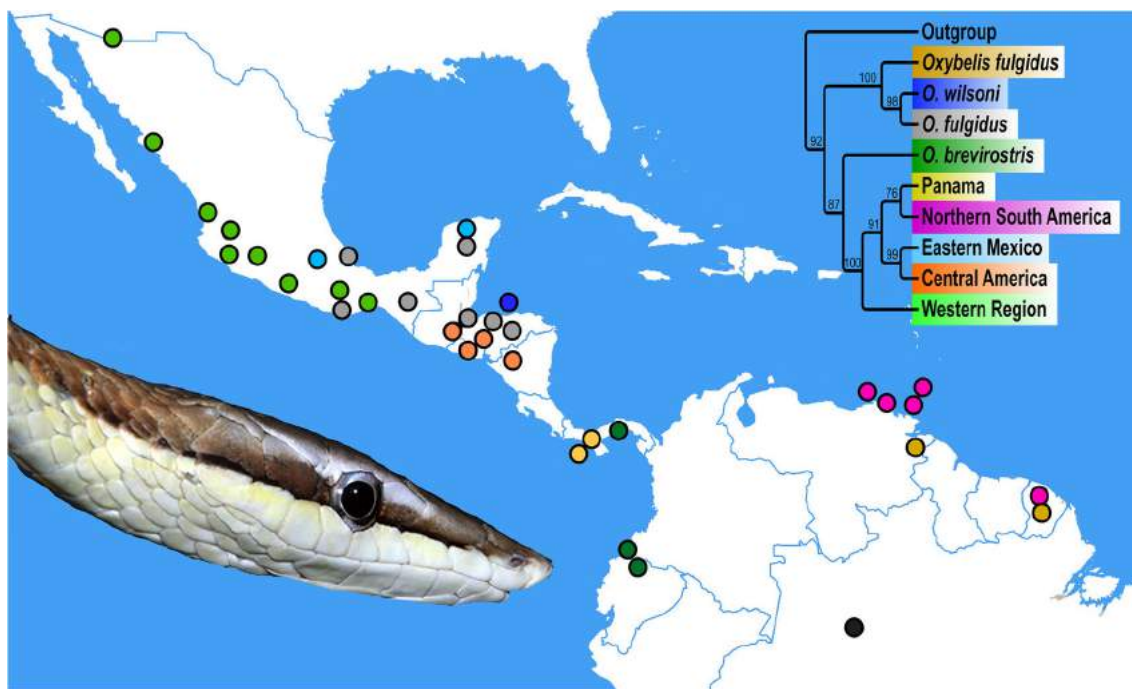 Outgroup
Oxybelis fulgidus
100
O. wilsoni
98
O. fulgidus
92
O. brevirostris
87
Panama
76
Northern South America
91
Eastern Mexico
99
100
Central America
Western Region